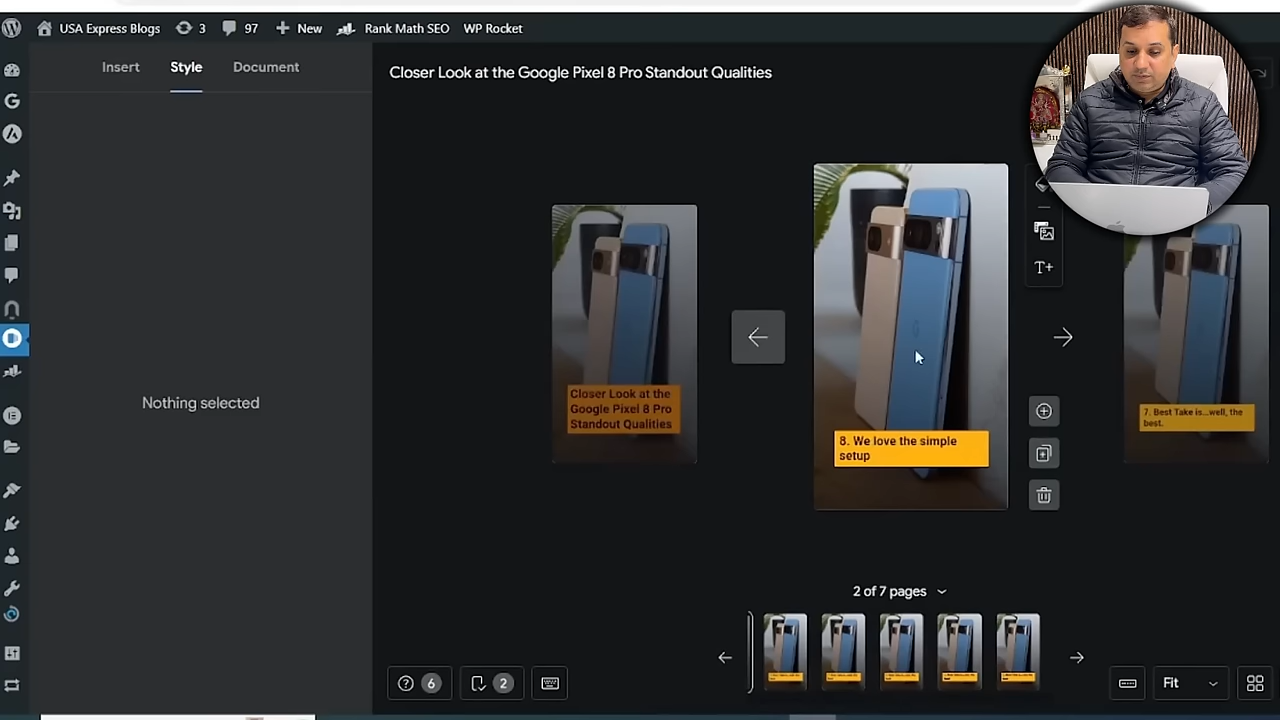 USA Express Blogs
3
97
New
Rank Math SEO
WP Rocket
Insert
Style
Document
Closer Look at the Google Pixel 8 Pro Standout Qualities
Nothing selected
Closer Look at the
Google Pixel 8 Pro
Standout Qualities
T+
8. We love the simple
setup
7. Best Take is...well, the
best.
2 of 7 pages
6
2
Fit